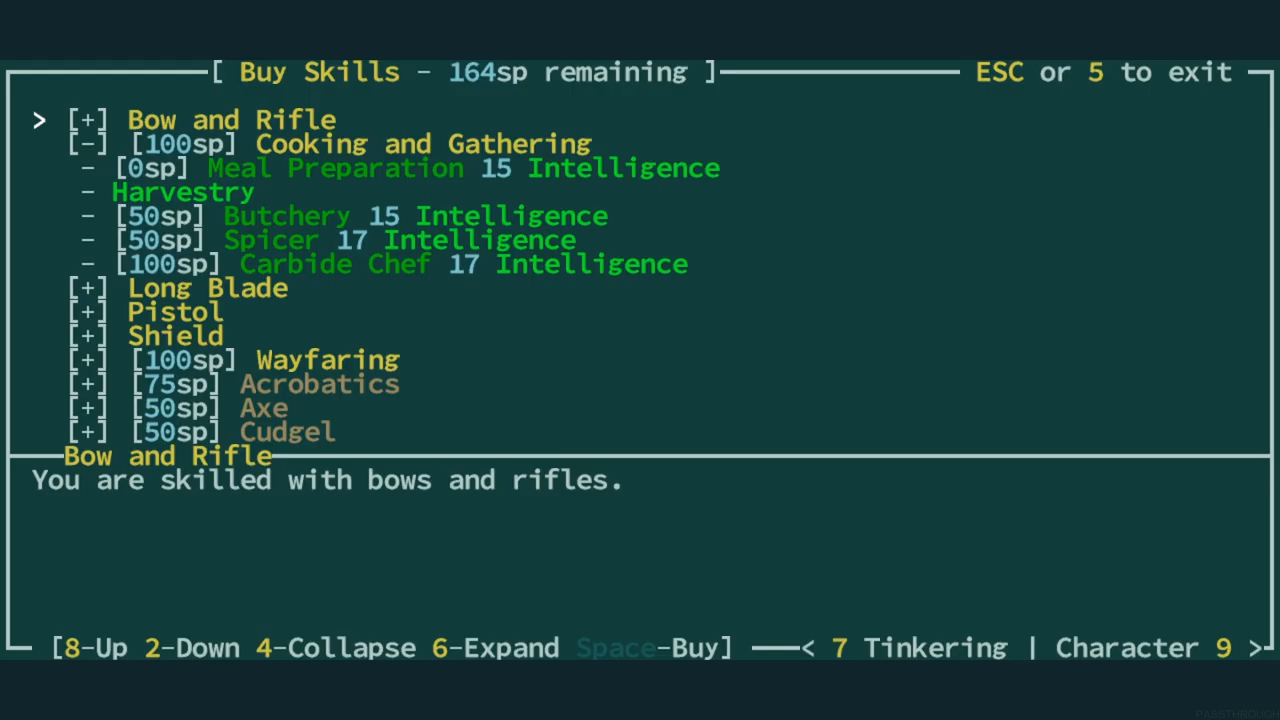 [ Buy Skills - 164sp remaining ] ESC or 5 to exit
> [+] Bow and Rifle
[-] [100sp] Cooking and Gathering
- [0sp] Meal Preparation 15 Intelligence
- Harvestry
- [50sp] Butchery 15 Intelligence
- [50sp] Spicer 17 Intelligence
- [100sp] Carbide Chef 17 Intelligence
[+] Long Blade
[+] Pistol
[+] Shield
[+] [100sp] Wayfaring
[+] [75sp] Acrobatics
[+] [50sp] Axe
[+] [50sp] Cudgel
Bow and Rifle
You are skilled with bows and rifles.
[8-Up 2-Down 4-Collapse 6-Expand Space-Buy] < 7 Tinkering | Character 9 >